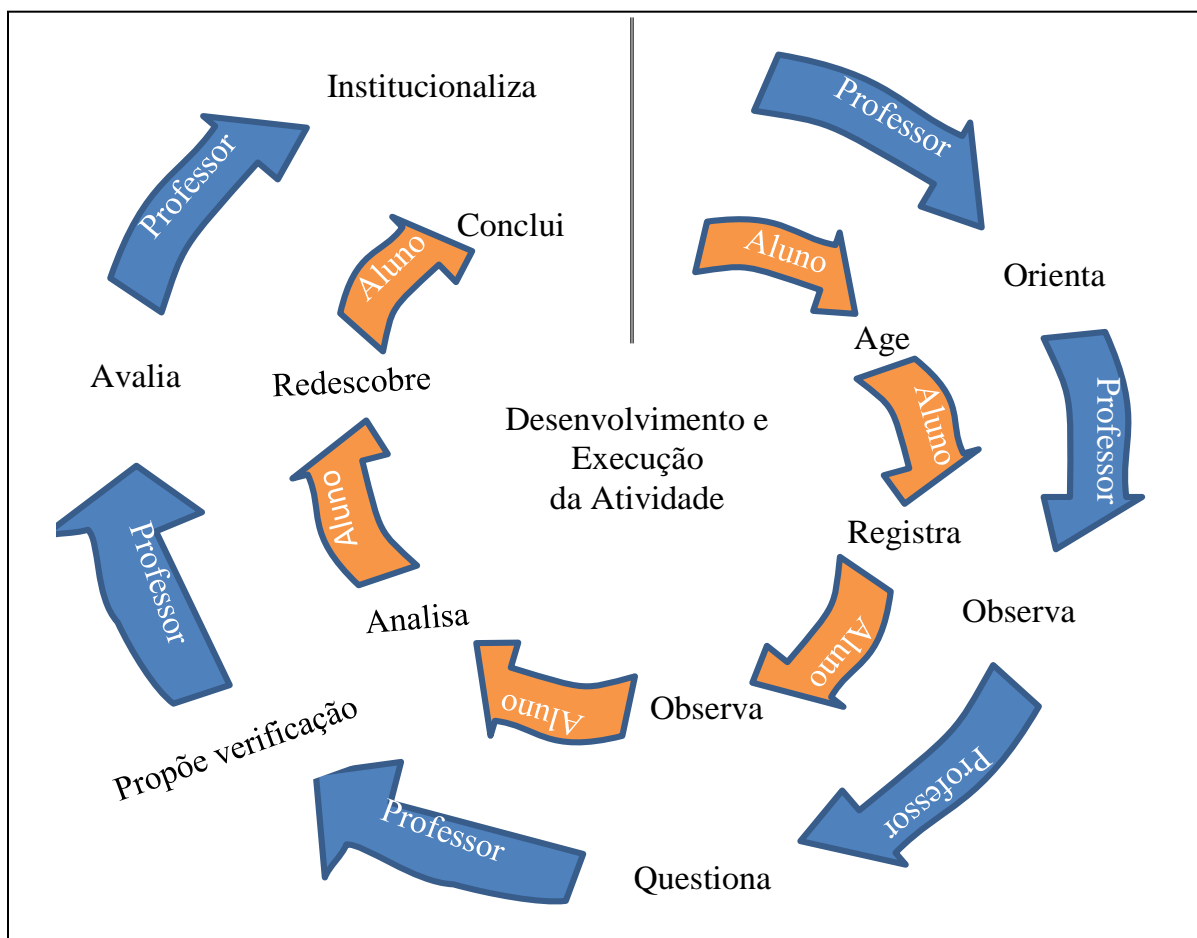 Institucionaliza
Professor
Professor
Conclui
Aluno
Aluno
Orienta
Age
Avalia
Redescobre
Professor
Aluno
Desenvolvimento e
Execução
da Atividade
Aluno
Professor
Registra
Observa
Analisa
Aluno
Aluno
Observa
Propõe verificação
Professor
Professor
Questiona